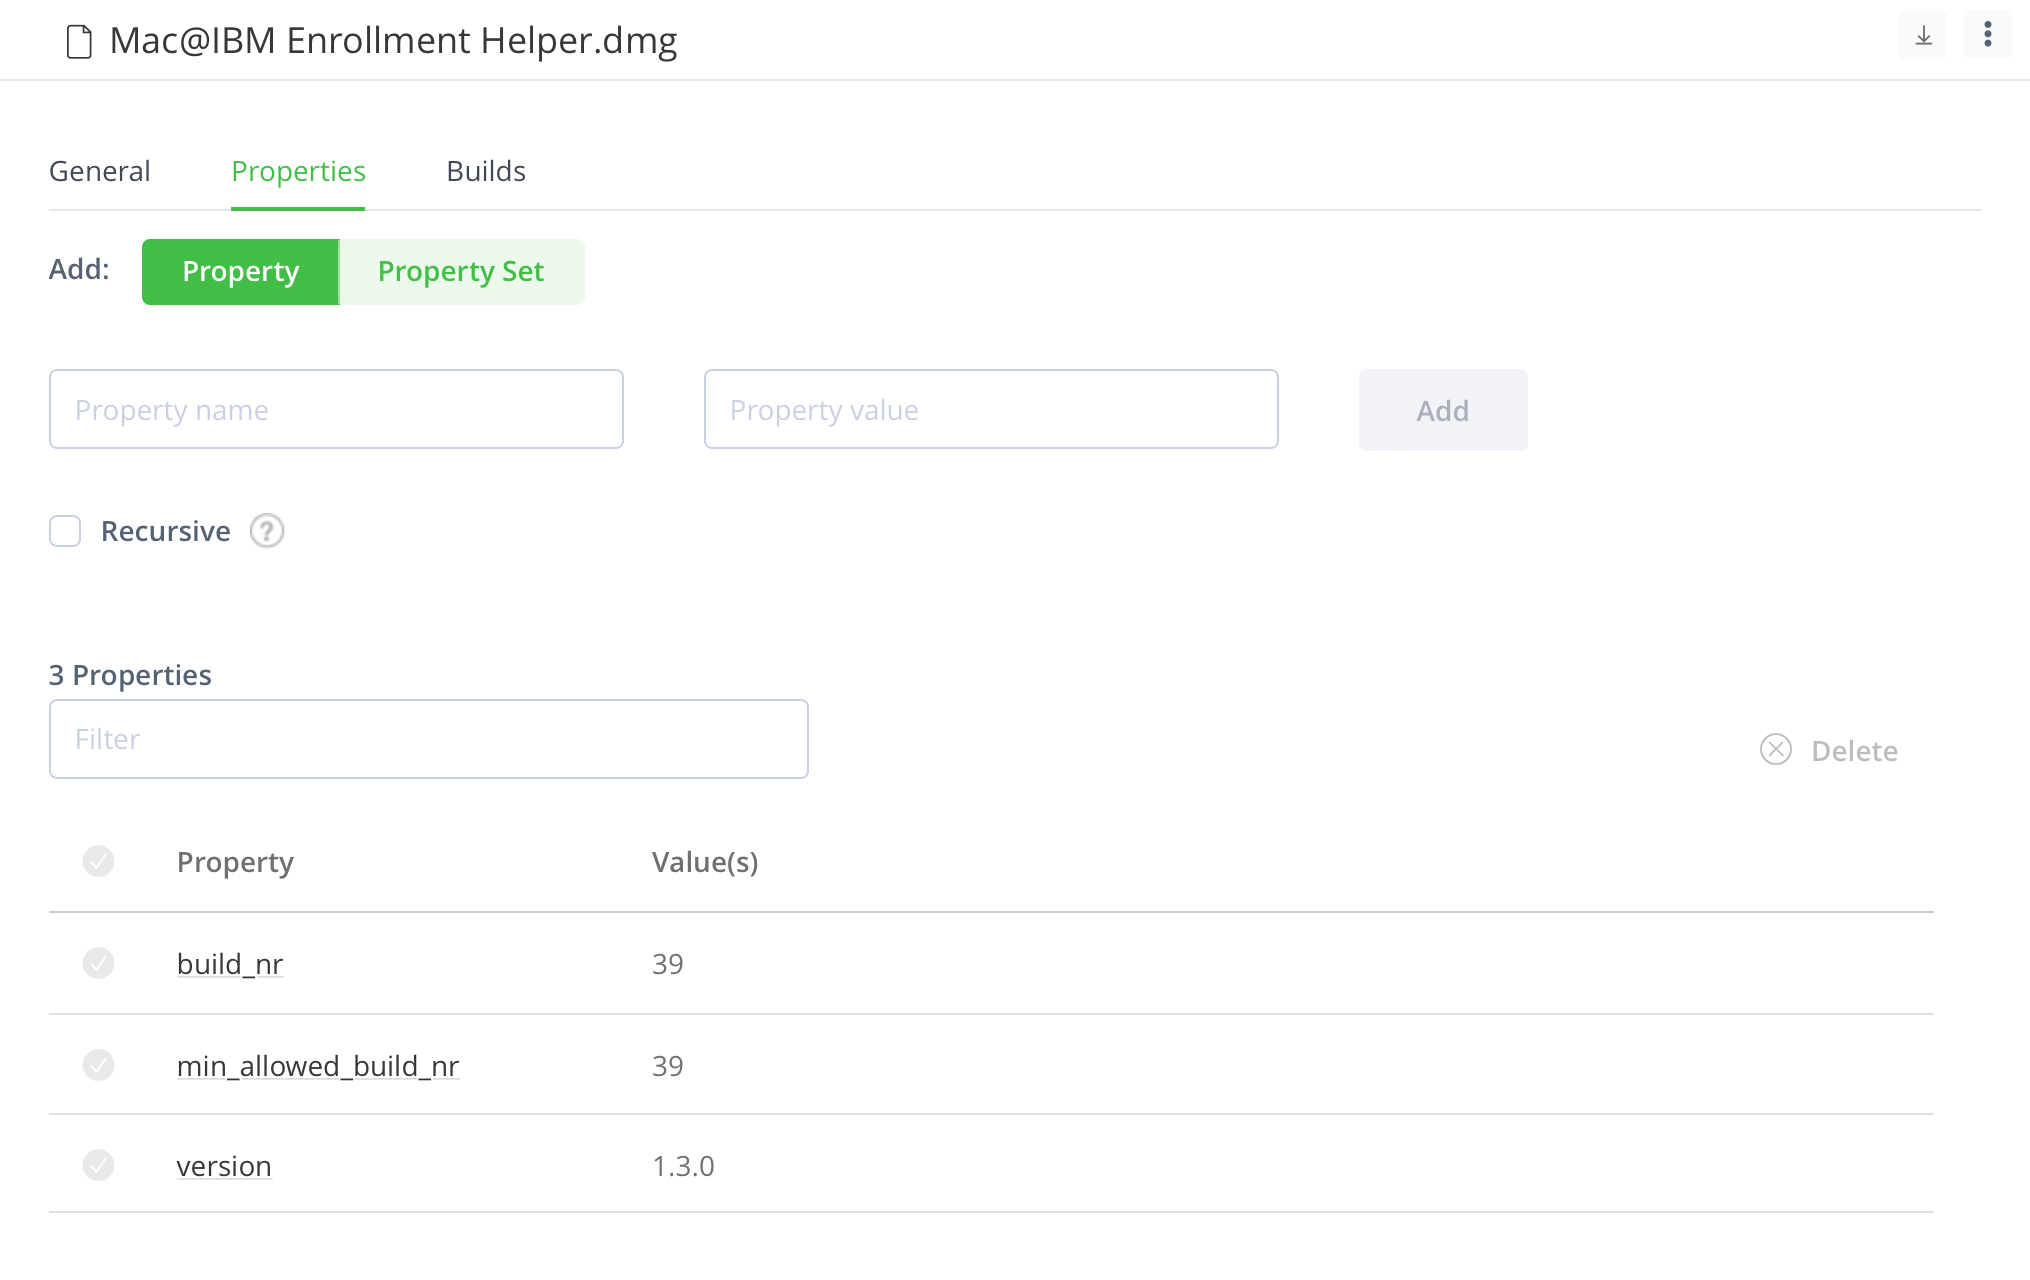 Mac@IBM Enrollment Helper.dmg
General Properties Builds
Add: Property Property Set
Property name Property value Add
Recursive ?
3 Properties
Filter
Delete
Property Value(s)
build_nr 39
min_allowed_build_nr 39
version 1.3.0